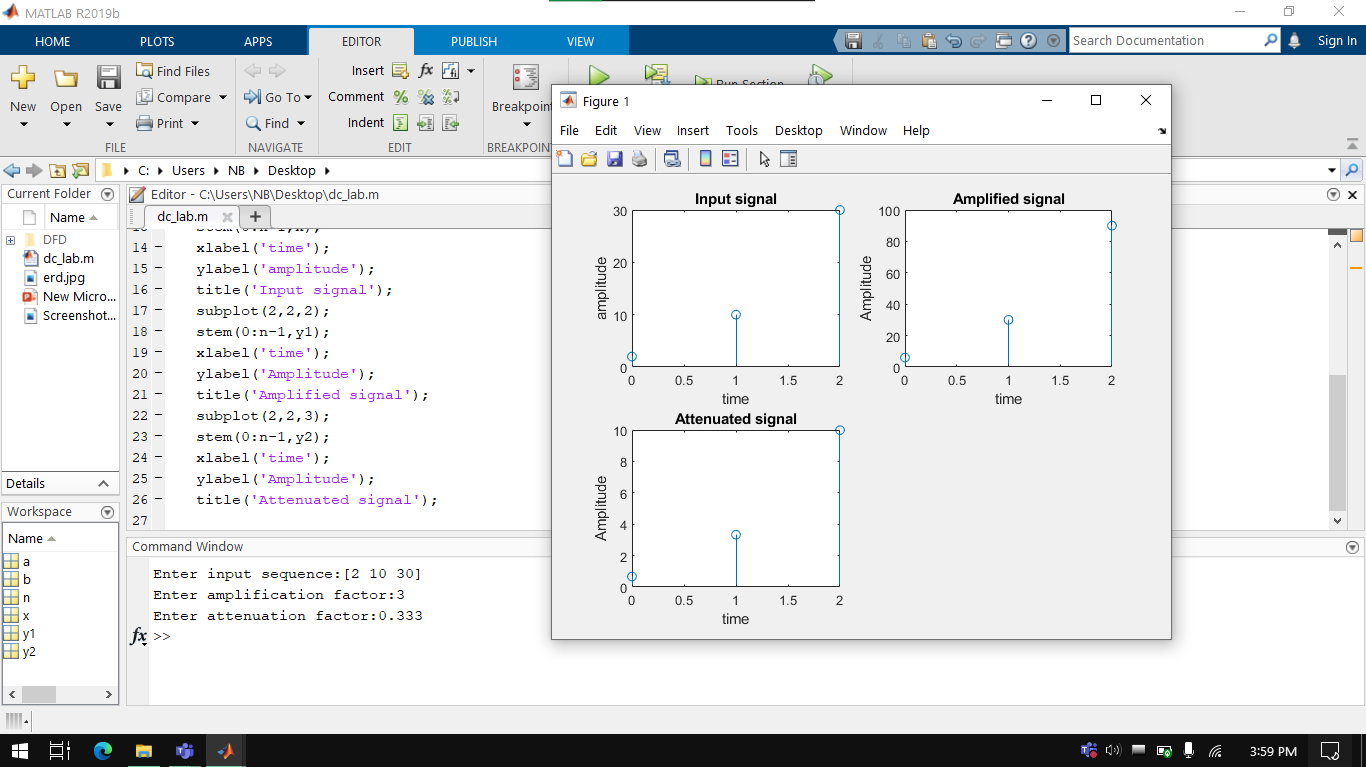 MATLAB R2019b
HOME PLOTS APPS EDITOR PUBLISH VIEW
Search Documentation
Sign In
New Open Save
Find Files
Compare
Print
FILE
Go To
Find
NAVIGATE
Insert
Comment
Indent
EDIT
fx
Breakpoint
BREAKPOIN
C: Users NB Desktop
Current Folder
Name
DFD
dc_lab.m
erd.jpg
New Micro...
Screenshot...
Details
Workspace
Name
a
b
n
x
y1
y2
Editor - C:\Users\NB\Desktop\dc_lab.m
dc_lab.m
14 xlabel('time');
15 ylabel('amplitude');
16 title('Input signal');
17 subplot(2,2,2);
18 stem(0:n-1,y1);
19 xlabel('time');
20 ylabel('Amplitude');
21 title('Amplified signal');
22 subplot(2,2,3);
23 stem(0:n-1,y2);
24 xlabel('time');
25 ylabel('Amplitude');
26 title('Attenuated signal');
27
Command Window
Enter input sequence:[2 10 30]
Enter amplification factor:3
Enter attenuation factor:0.333
fx >>
Figure 1
File Edit View Insert Tools Desktop Window Help
Input signal
30
20
10
0
amplitude
0 0.5 1 1.5 2
time
Amplified signal
100
80
60
40
20
0
Amplitude
0 0.5 1 1.5 2
time
Attenuated signal
10
8
6
4
2
0
Amplitude
0 0.5 1 1.5 2
time
3:59 PM